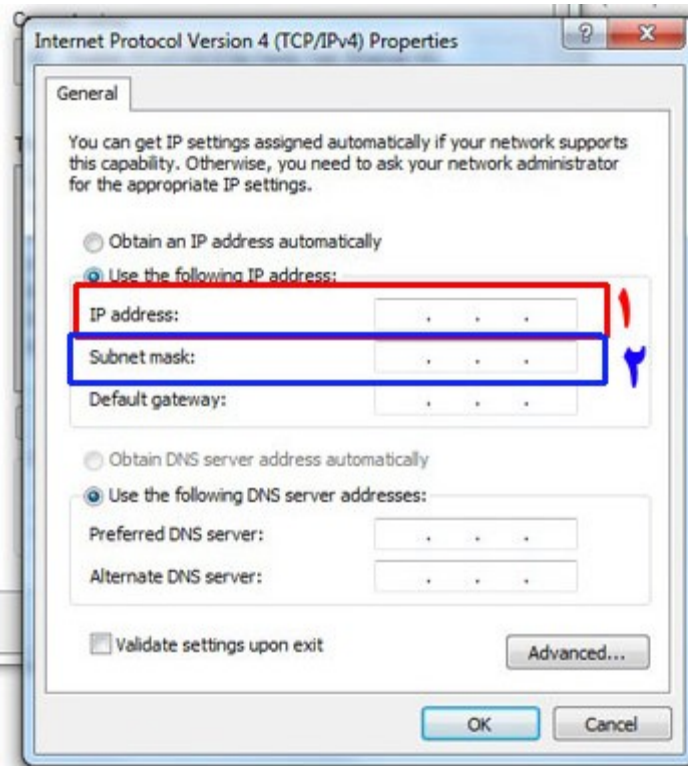 Internet Protocol Version 4 (TCP/IPv4) Properties
General
You can get IP settings assigned automatically if your network supports
this capability. Otherwise, you need to ask your network administrator
for the appropriate IP settings.
Obtain an IP address automatically
Use the following IP address:
IP address: . . . ۱
Subnet mask: . . . ۲
Default gateway: . . .
Obtain DNS server address automatically
Use the following DNS server addresses:
Preferred DNS server: . . .
Alternate DNS server: . . .
Validate settings upon exit
Advanced...
OK Cancel